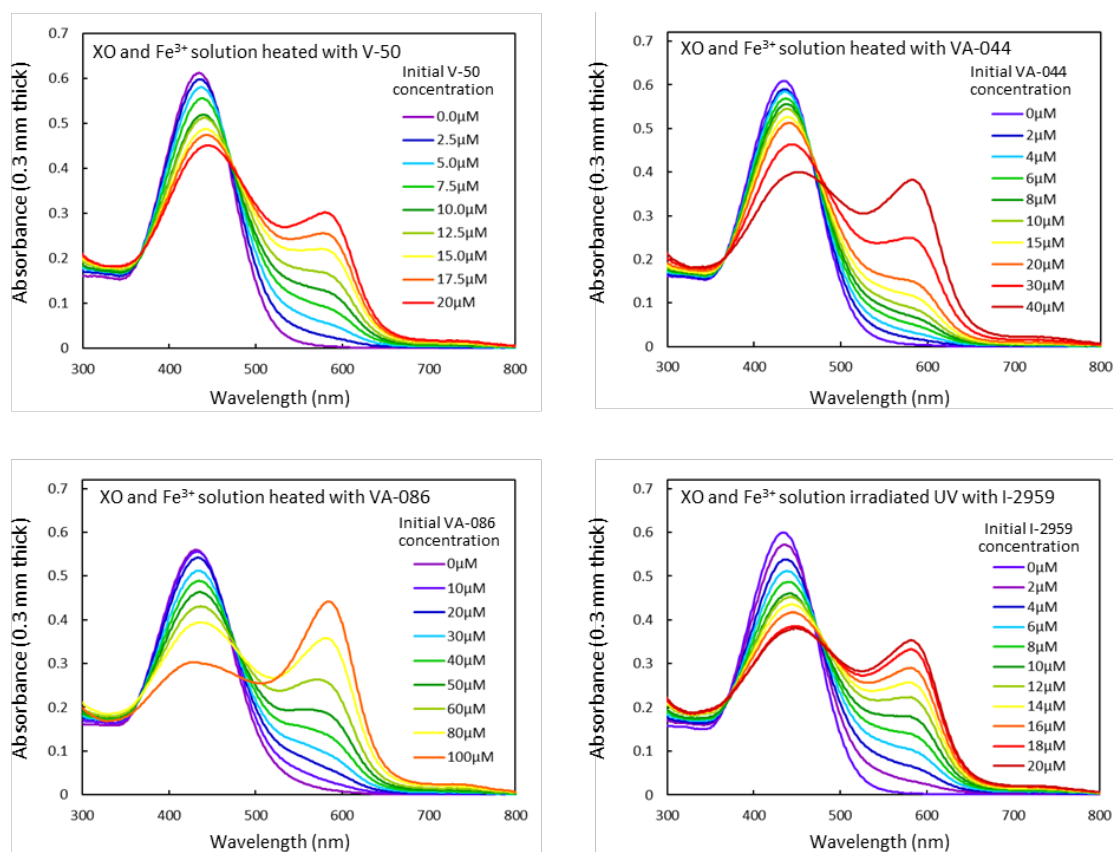 XO and Fe³⁺ solution heated with V-50
Absorbance (0.3 mm thick)
0.7
0.6
0.5
0.4
0.3
0.2
0.1
0
Initial V-50
concentration
0.0µM
2.5µM
5.0µM
7.5µM
10.0µM
12.5µM
15.0µM
17.5µM
20µM
300 400 500 600 700 800
Wavelength (nm)
XO and Fe³⁺ solution heated with VA-044
Absorbance (0.3 mm thick)
0.7
0.6
0.5
0.4
0.3
0.2
0.1
0
Initial VA-044
concentration
0µM
2µM
4µM
6µM
8µM
10µM
15µM
20µM
30µM
40µM
300 400 500 600 700 800
Wavelength (nm)
XO and Fe³⁺ solution heated with VA-086
Absorbance (0.3 mm thick)
0.7
0.6
0.5
0.4
0.3
0.2
0.1
0
Initial VA-086
concentration
0µM
10µM
20µM
30µM
40µM
50µM
60µM
80µM
100µM
300 400 500 600 700 800
Wavelength (nm)
XO and Fe³⁺ solution irradiated UV with I-2959
Absorbance (0.3 mm thick)
0.7
0.6
0.5
0.4
0.3
0.2
0.1
0
Initial I-2959
concentration
0µM
2µM
4µM
6µM
8µM
10µM
12µM
14µM
16µM
18µM
20µM
300 400 500 600 700 800
Wavelength (nm)